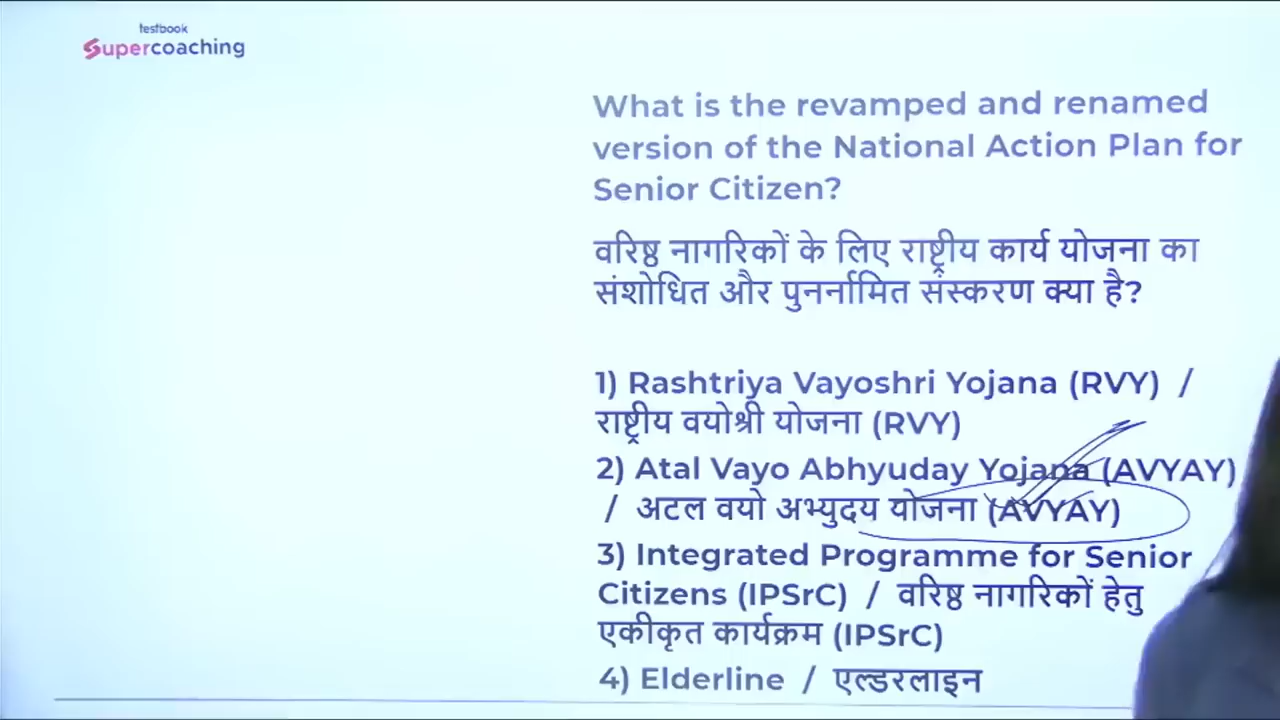 testbook
Supercoaching
What is the revamped and renamed
version of the National Action Plan for
Senior Citizen?
वरिष्ठ नागरिकों के लिए राष्ट्रीय कार्य योजना का
संशोधित और पुनर्नामित संस्करण क्या है?
1) Rashtriya Vayoshri Yojana (RVY) /
राष्ट्रीय वयोश्री योजना (RVY)
2) Atal Vayo Abhyuday Yojana (AVYAY)
/ अटल वयो अभ्युदय योजना (AVYAY)
3) Integrated Programme for Senior
Citizens (IPSrC) / वरिष्ठ नागरिकों हेतु
एकीकृत कार्यक्रम (IPSrC)
4) Elderline / एल्डरलाइन